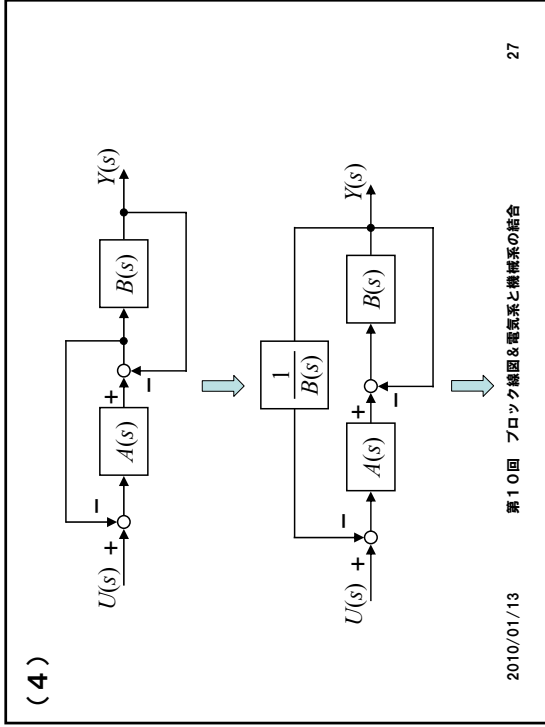 (4)
− 
U(s) + A(s) + − B(s) Y(s)
1
B(s)
−
U(s) + A(s) + − B(s) Y(s)
2010/01/13 第10回 ブロック線図&電気系と機械系の結合 27